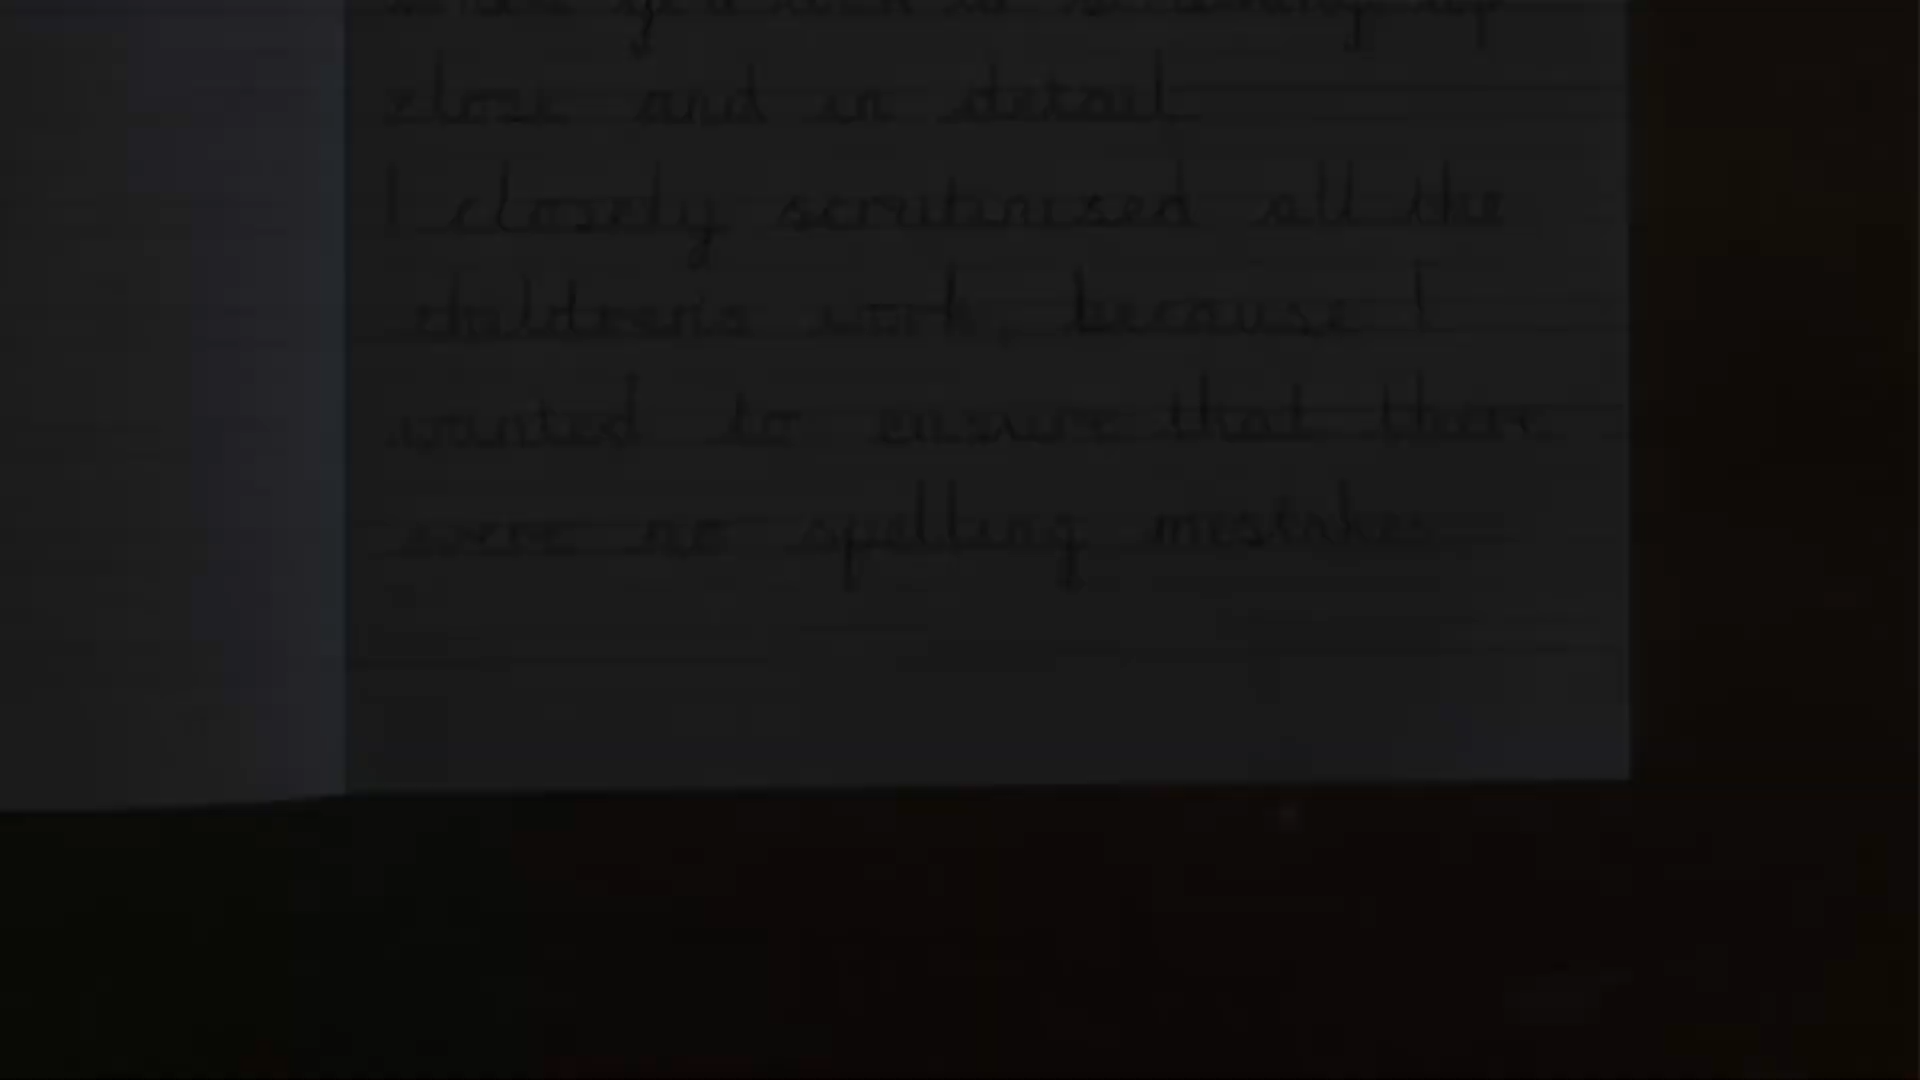 close and in detail
I closely scrutinised all the
children's work, because I
wanted to ensure that there
were no spelling mistakes